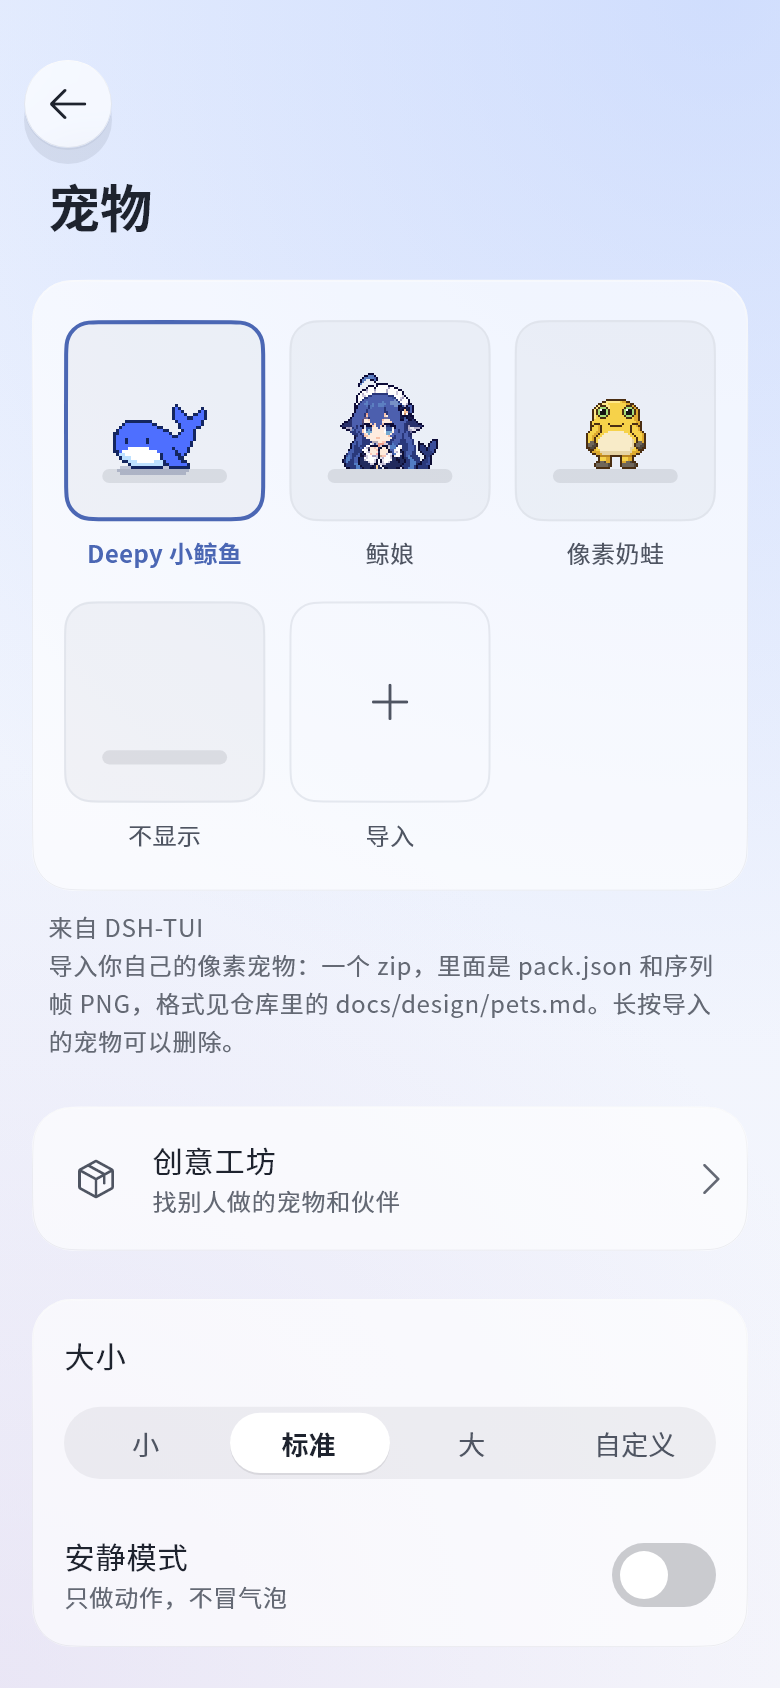 宠物
Deepy 小鲸鱼
鲸娘
像素奶蛙
不显示
导入
来自 DSH-TUI
导入你自己的像素宠物：一个 zip，里面是 pack.json 和序列
帧 PNG，格式见仓库里的 docs/design/pets.md。长按导入
的宠物可以删除。
创意工坊
找别人做的宠物和伙伴
大小
小
标准
大
自定义
安静模式
只做动作，不冒气泡